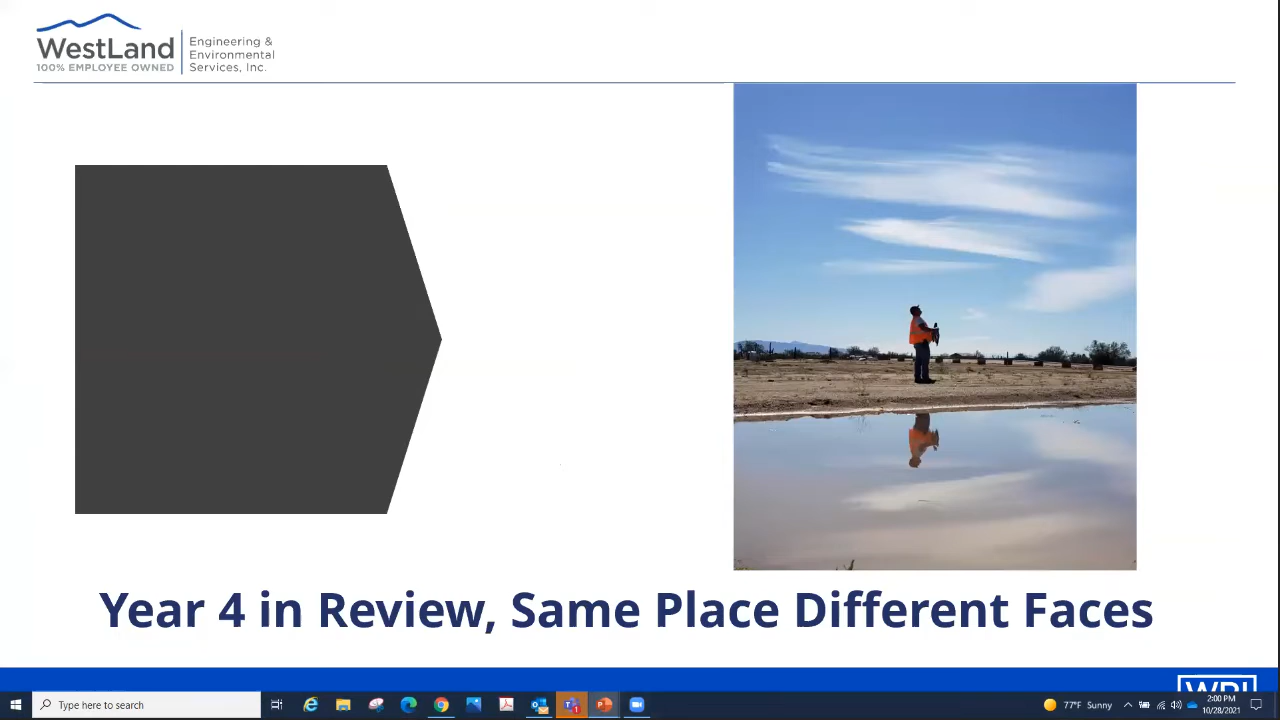 WestLand
100% EMPLOYEE OWNED
Engineering &
Environmental
Services, Inc.
Year 4 in Review, Same Place Different Faces
WRI
Type here to search
77°F Sunny
2:00 PM
10/28/2021